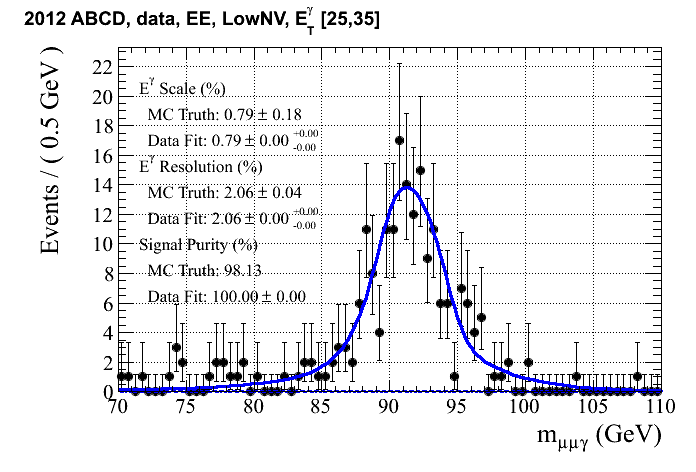 2012 ABCD, data, EE, LowNV, E_T^γ [25,35]
Events / ( 0.5 GeV )
22
20
18
16
14
12
10
8
6
4
2
0
E^γ Scale (%)
MC Truth: 0.79 ± 0.18
Data Fit: 0.79 ± 0.00 +0.00 -0.00
E^γ Resolution (%)
MC Truth: 2.06 ± 0.04
Data Fit: 2.06 ± 0.00 +0.00 -0.00
Signal Purity (%)
MC Truth: 98.13
Data Fit: 100.00 ± 0.00
70 75 80 85 90 95 100 105 110
m_μμγ (GeV)